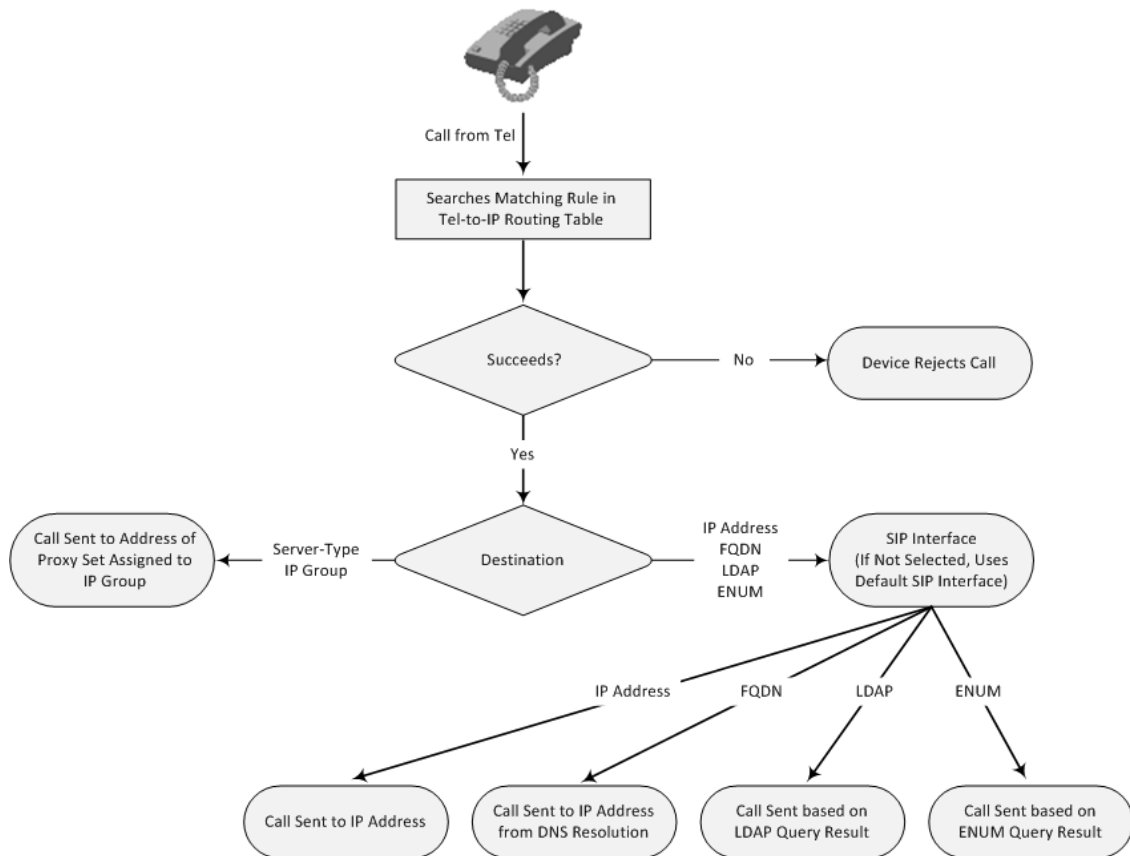 Call from Tel
Searches Matching Rule in
Tel-to-IP Routing Table
Succeeds?
No
Device Rejects Call
Yes
Call Sent to Address of
Proxy Set Assigned to
IP Group
Server-Type
IP Group
Destination
IP Address
FQDN
LDAP
ENUM
SIP Interface
(If Not Selected, Uses
Default SIP Interface)
IP Address
FQDN
LDAP
ENUM
Call Sent to IP Address
Call Sent to IP Address
from DNS Resolution
Call Sent based on
LDAP Query Result
Call Sent based on
ENUM Query Result